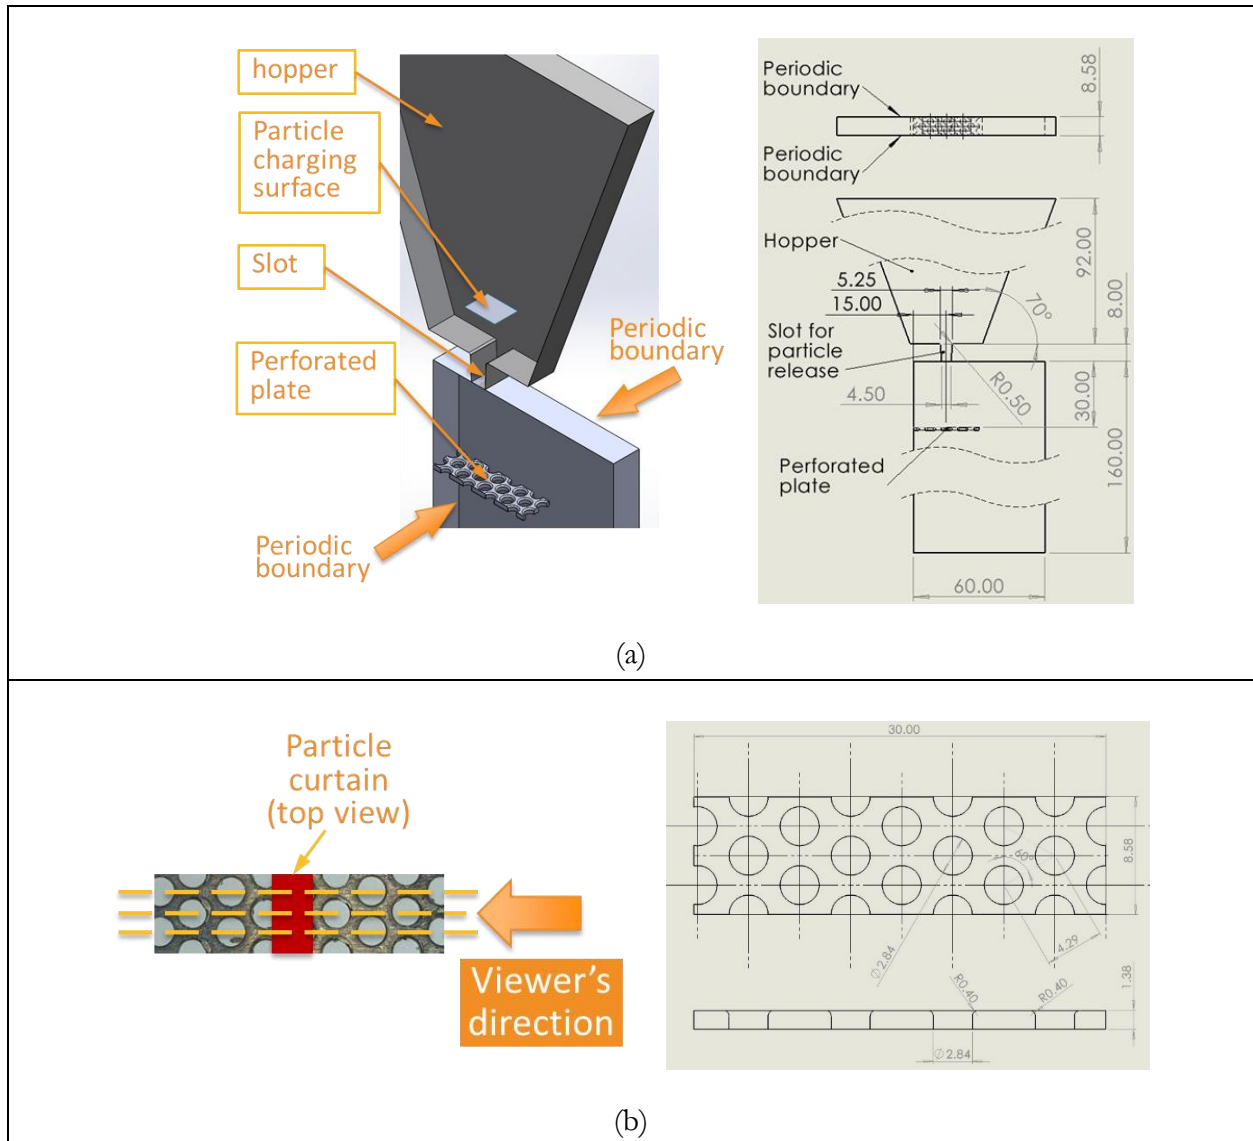 hopper
Particle
charging
surface
Slot
Perforated
plate
Periodic
boundary
Periodic
boundary
Periodic
boundary
Periodic
boundary
8.58
Hopper
5.25
15.00
70°
92.00
8.00
Slot for
particle
release
4.50
R0.50
30.00
160.00
Perforated
plate
60.00
(a)
Particle
curtain
(top view)
Viewer's
direction
30.00
60°
8.58
4.29
∅2.84
R0.40
R0.40
1.38
∅2.84
(b)